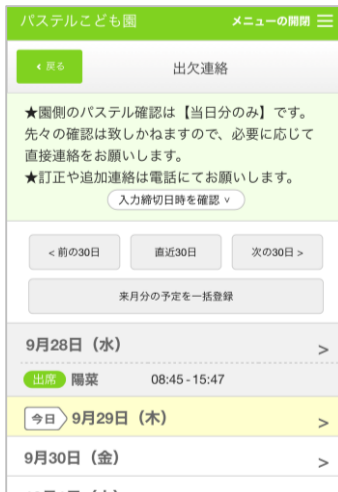 パステルこども園
メニューの開閉
戻る
出欠連絡
★園側のパステル確認は【当日分のみ】です。
先々の確認は致しかねますので、必要に応じて
直接連絡をお願いします。
★訂正や追加連絡は電話にてお願いします。
入力締切日時を確認 ∨
< 前の30日
直近30日
次の30日 >
来月分の予定を一括登録
9月28日（水） >
出席 陽菜 08:45 - 15:47
今日 9月29日（木） >
9月30日（金） >